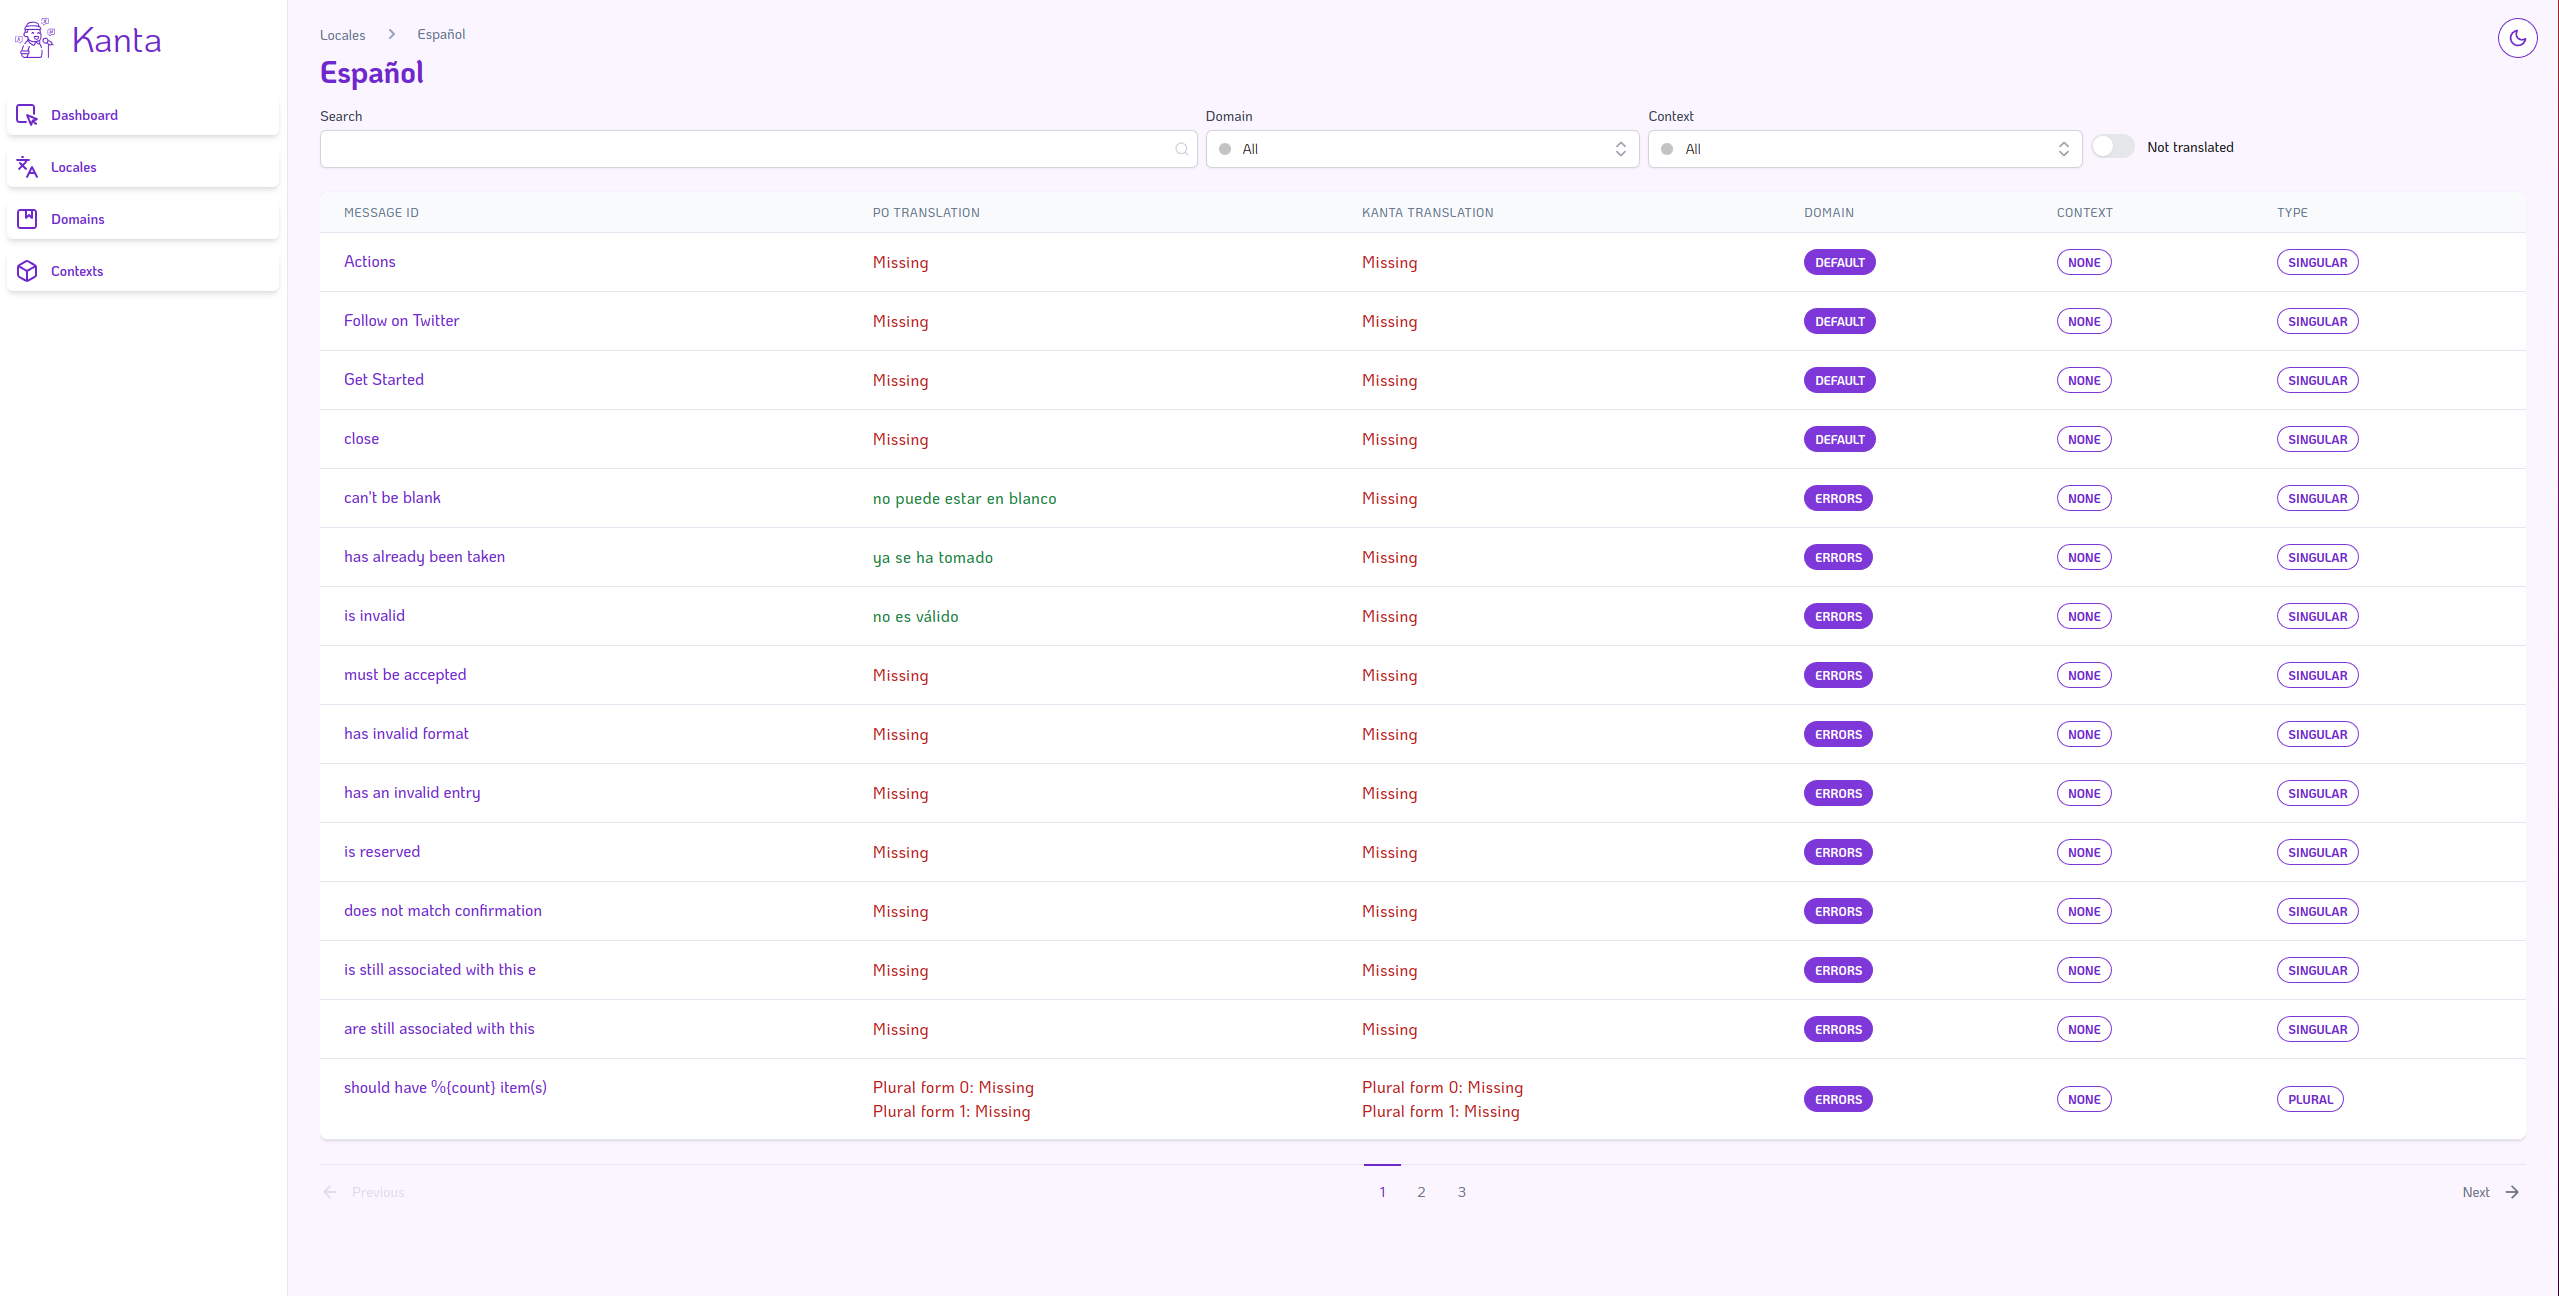 Kanta
Dashboard
Locales
Domains
Contexts
Locales Español
Español
Search Domain Context
All All Not translated
MESSAGE ID PO TRANSLATION KANTA TRANSLATION DOMAIN CONTEXT TYPE
Actions Missing Missing DEFAULT NONE SINGULAR
Follow on Twitter Missing Missing DEFAULT NONE SINGULAR
Get Started Missing Missing DEFAULT NONE SINGULAR
close Missing Missing DEFAULT NONE SINGULAR
can't be blank no puede estar en blanco Missing ERRORS NONE SINGULAR
has already been taken ya se ha tomado Missing ERRORS NONE SINGULAR
is invalid no es válido Missing ERRORS NONE SINGULAR
must be accepted Missing Missing ERRORS NONE SINGULAR
has invalid format Missing Missing ERRORS NONE SINGULAR
has an invalid entry Missing Missing ERRORS NONE SINGULAR
is reserved Missing Missing ERRORS NONE SINGULAR
does not match confirmation Missing Missing ERRORS NONE SINGULAR
is still associated with this e Missing Missing ERRORS NONE SINGULAR
are still associated with this Missing Missing ERRORS NONE SINGULAR
should have %{count} item(s) Plural form 0: Missing Plural form 0: Missing ERRORS NONE PLURAL
Plural form 1: Missing Plural form 1: Missing
Previous 1 2 3 Next